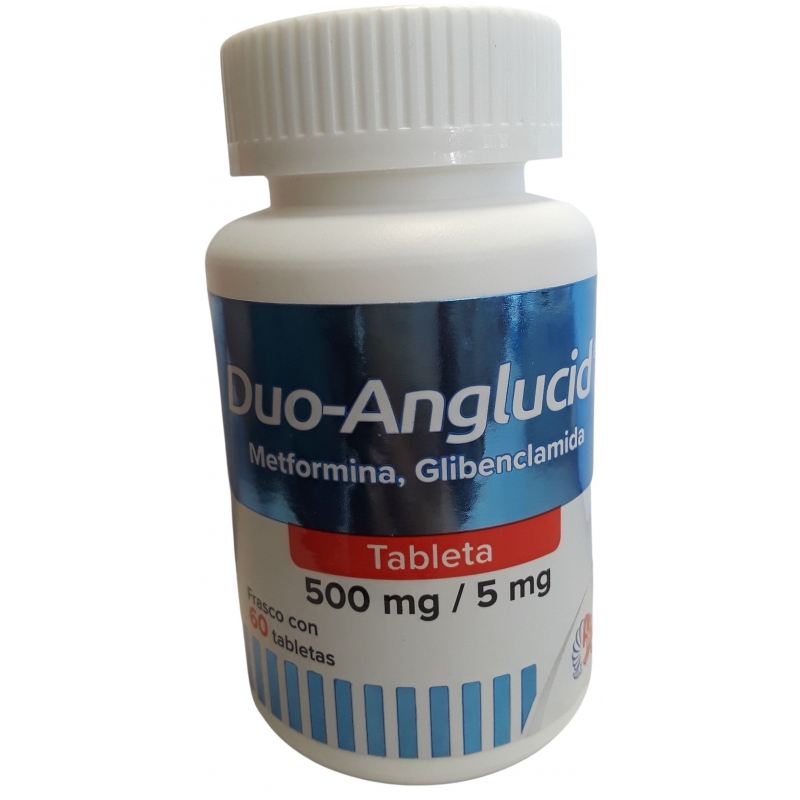 Duo-Anglucid
Metformina, Glibenclamida
Tableta
500 mg / 5 mg
Frasco con
60 tabletas